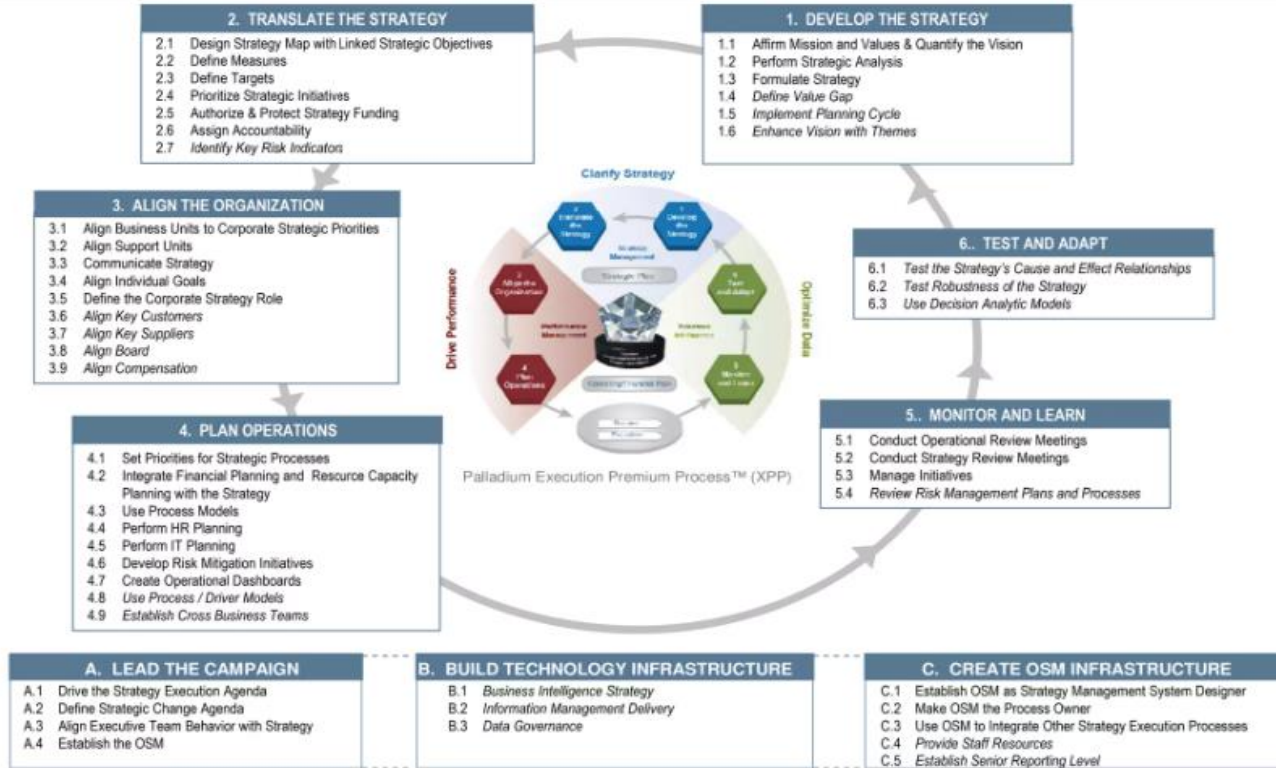 1. DEVELOP THE STRATEGY
1.1 Affirm Mission and Values & Quantify the Vision
1.2 Perform Strategic Analysis
1.3 Formulate Strategy
1.4 Define Value Gap
1.5 Implement Planning Cycle
1.6 Enhance Vision with Themes
2. TRANSLATE THE STRATEGY
2.1 Design Strategy Map with Linked Strategic Objectives
2.2 Define Measures
2.3 Define Targets
2.4 Prioritize Strategic Initiatives
2.5 Authorize & Protect Strategy Funding
2.6 Assign Accountability
2.7 Identify Key Risk Indicators
3. ALIGN THE ORGANIZATION
3.1 Align Business Units to Corporate Strategic Priorities
3.2 Align Support Units
3.3 Communicate Strategy
3.4 Align Individual Goals
3.5 Define the Corporate Strategy Role
3.6 Align Key Customers
3.7 Align Key Suppliers
3.8 Align Board
3.9 Align Compensation
4. PLAN OPERATIONS
4.1 Set Priorities for Strategic Processes
4.2 Integrate Financial Planning and Resource Capacity
Planning with the Strategy
4.3 Use Process Models
4.4 Perform HR Planning
4.5 Perform IT Planning
4.6 Develop Risk Mitigation Initiatives
4.7 Create Operational Dashboards
4.8 Use Process / Driver Models
4.9 Establish Cross Business Teams
5.. MONITOR AND LEARN
5.1 Conduct Operational Review Meetings
5.2 Conduct Strategy Review Meetings
5.3 Manage Initiatives
5.4 Review Risk Management Plans and Processes
6.. TEST AND ADAPT
6.1 Test the Strategy's Cause and Effect Relationships
6.2 Test Robustness of the Strategy
6.3 Use Decision Analytic Models
Clarify Strategy
Drive Performance
Optimize Data
Strategic Plan
Plan
Operations
Palladium Execution Premium Process™ (XPP)
A. LEAD THE CAMPAIGN
A.1 Drive the Strategy Execution Agenda
A.2 Define Strategic Change Agenda
A.3 Align Executive Team Behavior with Strategy
A.4 Establish the OSM
B. BUILD TECHNOLOGY INFRASTRUCTURE
B.1 Business Intelligence Strategy
B.2 Information Management Delivery
B.3 Data Governance
C. CREATE OSM INFRASTRUCTURE
C.1 Establish OSM as Strategy Management System Designer
C.2 Make OSM the Process Owner
C.3 Use OSM to Integrate Other Strategy Execution Processes
C.4 Provide Staff Resources
C.5 Establish Senior Reporting Level